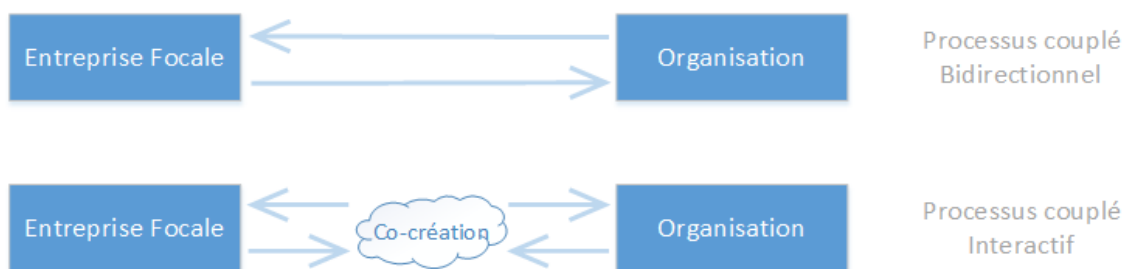 Entreprise Focale
Organisation
Processus couplé
Bidirectionnel
Entreprise Focale
Co-création
Organisation
Processus couplé
Interactif